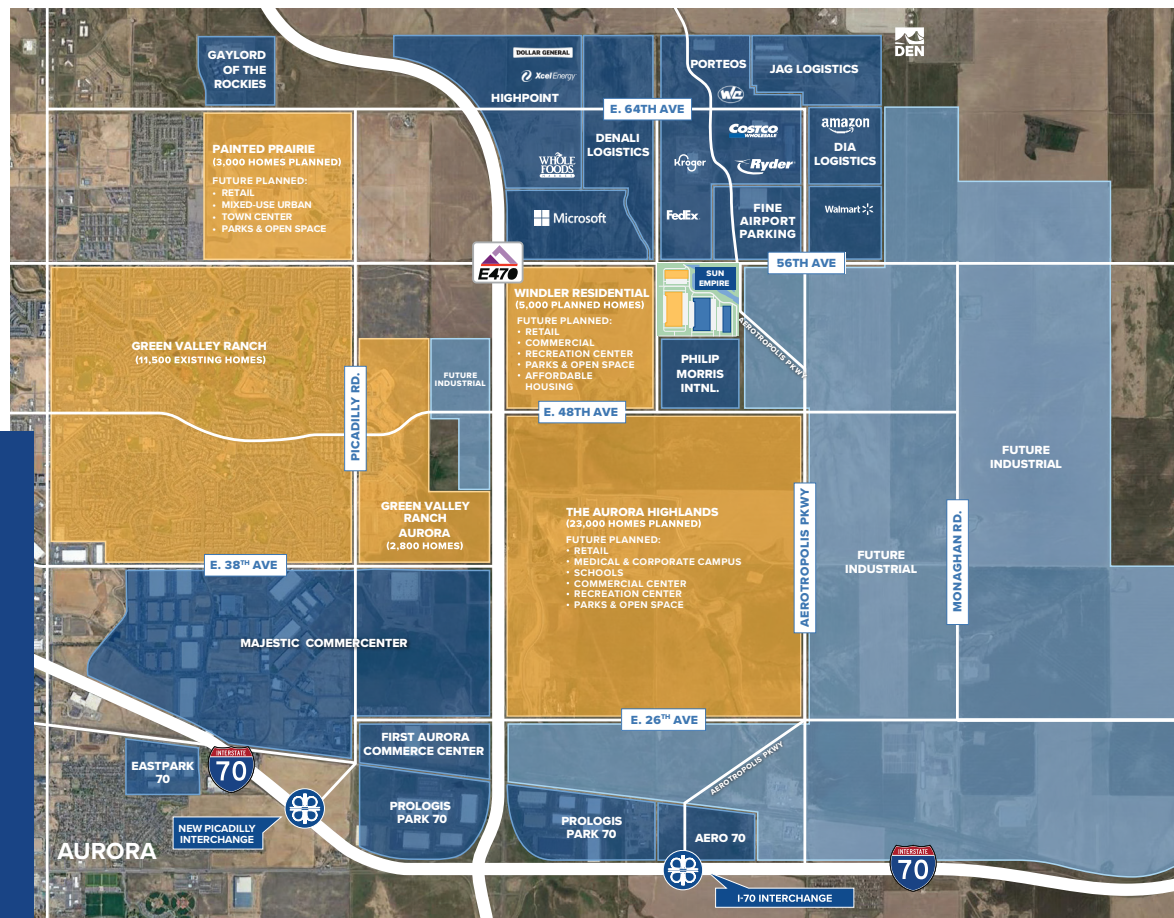 GAYLORD
OF THE
ROCKIES
DOLLAR GENERAL
XcelEnergy
HIGHPOINT
PORTEOS
WD
JAG LOGISTICS
DEN
E. 64TH AVE
PAINTED PRAIRIE
(3,000 HOMES PLANNED)
FUTURE PLANNED:
• RETAIL
• MIXED-USE URBAN
• TOWN CENTER
• PARKS & OPEN SPACE
WHOLE
FOODS
MARKET
DENALI
LOGISTICS
Kroger
COSTCO
WHOLESALE
Ryder
amazon
DIA
LOGISTICS
Microsoft
FedEx
FINE
AIRPORT
PARKING
Walmart
E470
56TH AVE
GREEN VALLEY RANCH
(11,500 EXISTING HOMES)
PICADILLY RD.
FUTURE
INDUSTRIAL
WINDLER RESIDENTIAL
(5,000 PLANNED HOMES)
FUTURE PLANNED:
• RETAIL
• COMMERCIAL
• RECREATION CENTER
• PARKS & OPEN SPACE
• AFFORDABLE
HOUSING
SUN
EMPIRE
AEROTROPOLIS PKWY
PHILIP
MORRIS
INTNL.
E. 48TH AVE
GREEN VALLEY
RANCH
AURORA
(2,800 HOMES)
THE AURORA HIGHLANDS
(23,000 HOMES PLANNED)
FUTURE PLANNED:
• RETAIL
• MEDICAL & CORPORATE CAMPUS
• SCHOOLS
• COMMERCIAL CENTER
• RECREATION CENTER
• PARKS & OPEN SPACE
AEROTROPOLIS PKWY
FUTURE
INDUSTRIAL
MONAGHAN RD.
FUTURE
INDUSTRIAL
E. 38TH AVE
MAJESTIC COMMERCENTER
E. 26TH AVE
FIRST AURORA
COMMERCE CENTER
EASTPARK
70
INTERSTATE
70
PROLOGIS
PARK 70
NEW PICADILLY
INTERCHANGE
AURORA
PROLOGIS
PARK 70
AEROTROPOLIS PKWY
AERO 70
INTERSTATE
70
I-70 INTERCHANGE